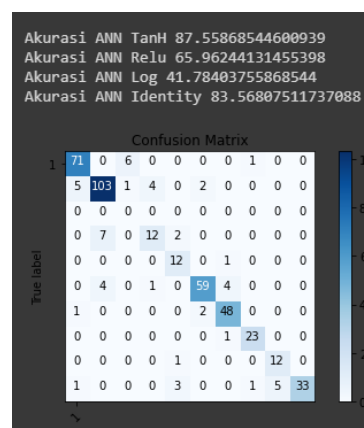 Akurasi ANN TanH 87.55868544600939
Akurasi ANN Relu 65.96244131455398
Akurasi ANN Log 41.78403755868544
Akurasi ANN Identity 83.56807511737088
Confusion Matrix
1 71 0 6 0 0 0 0 1 0 0
5 103 1 4 0 2 0 0 0 0
0 0 0 0 0 0 0 0 0 0
0 7 0 12 2 0 0 0 0 0
0 0 0 0 12 0 1 0 0 0
0 4 0 1 0 59 4 0 0 0
1 0 0 0 0 2 48 0 0 0
0 0 0 0 0 0 1 23 0 0
0 0 0 0 1 0 0 0 12 0
1 0 0 0 3 0 0 1 5 33
True label
1